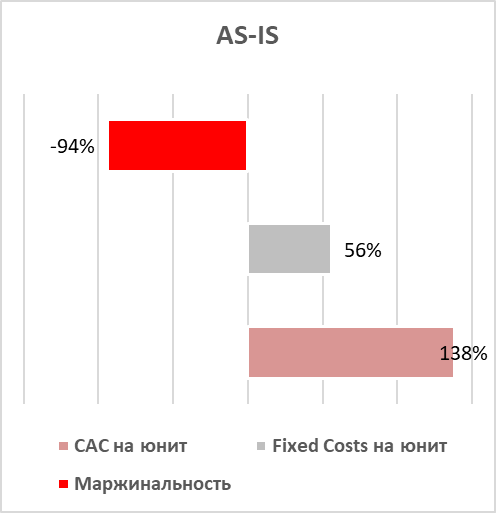 AS-IS
-94%
56%
138%
CAC на юнит Fixed Costs на юнит
Маржинальность